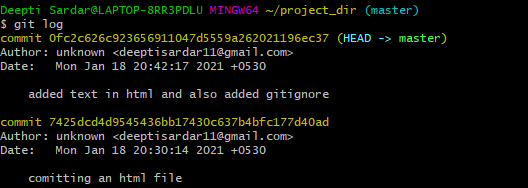 Deepti Sardar@LAPTOP-8RR3PDLU MINGW64 ~/project_dir (master)
$ git log
commit 0fc2c626c923656911047d5559a262021196ec37 (HEAD -> master)
Author: unknown <deeptisardar11@gmail.com>
Date:   Mon Jan 18 20:42:17 2021 +0530
    added text in html and also added gitignore
commit 7425dcd4d9545436bb17430c637b4bfc177d40ad
Author: unknown <deeptisardar11@gmail.com>
Date:   Mon Jan 18 20:30:14 2021 +0530
    comitting an html file